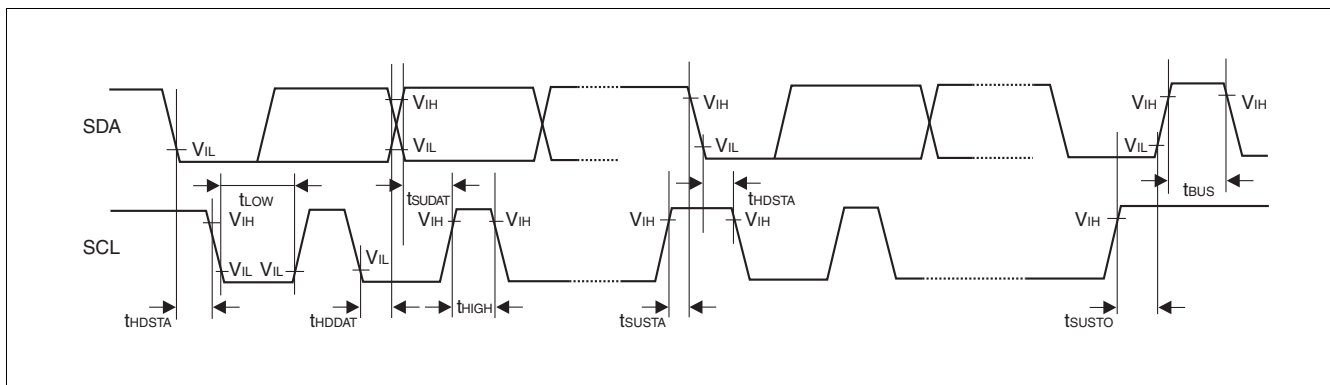 SDA
VIL
VIH
VIL
VIH
VIL
VIH
VIL
VIH
tLOW
tSUDAT
tHDSTA
tBUS
SCL
VIH
VIL
VIL
VIL
VIH
VIH
VIH
VIH
VIH
tHDSTA
tHDDAT
tHIGH
tSUSTA
tSUSTO